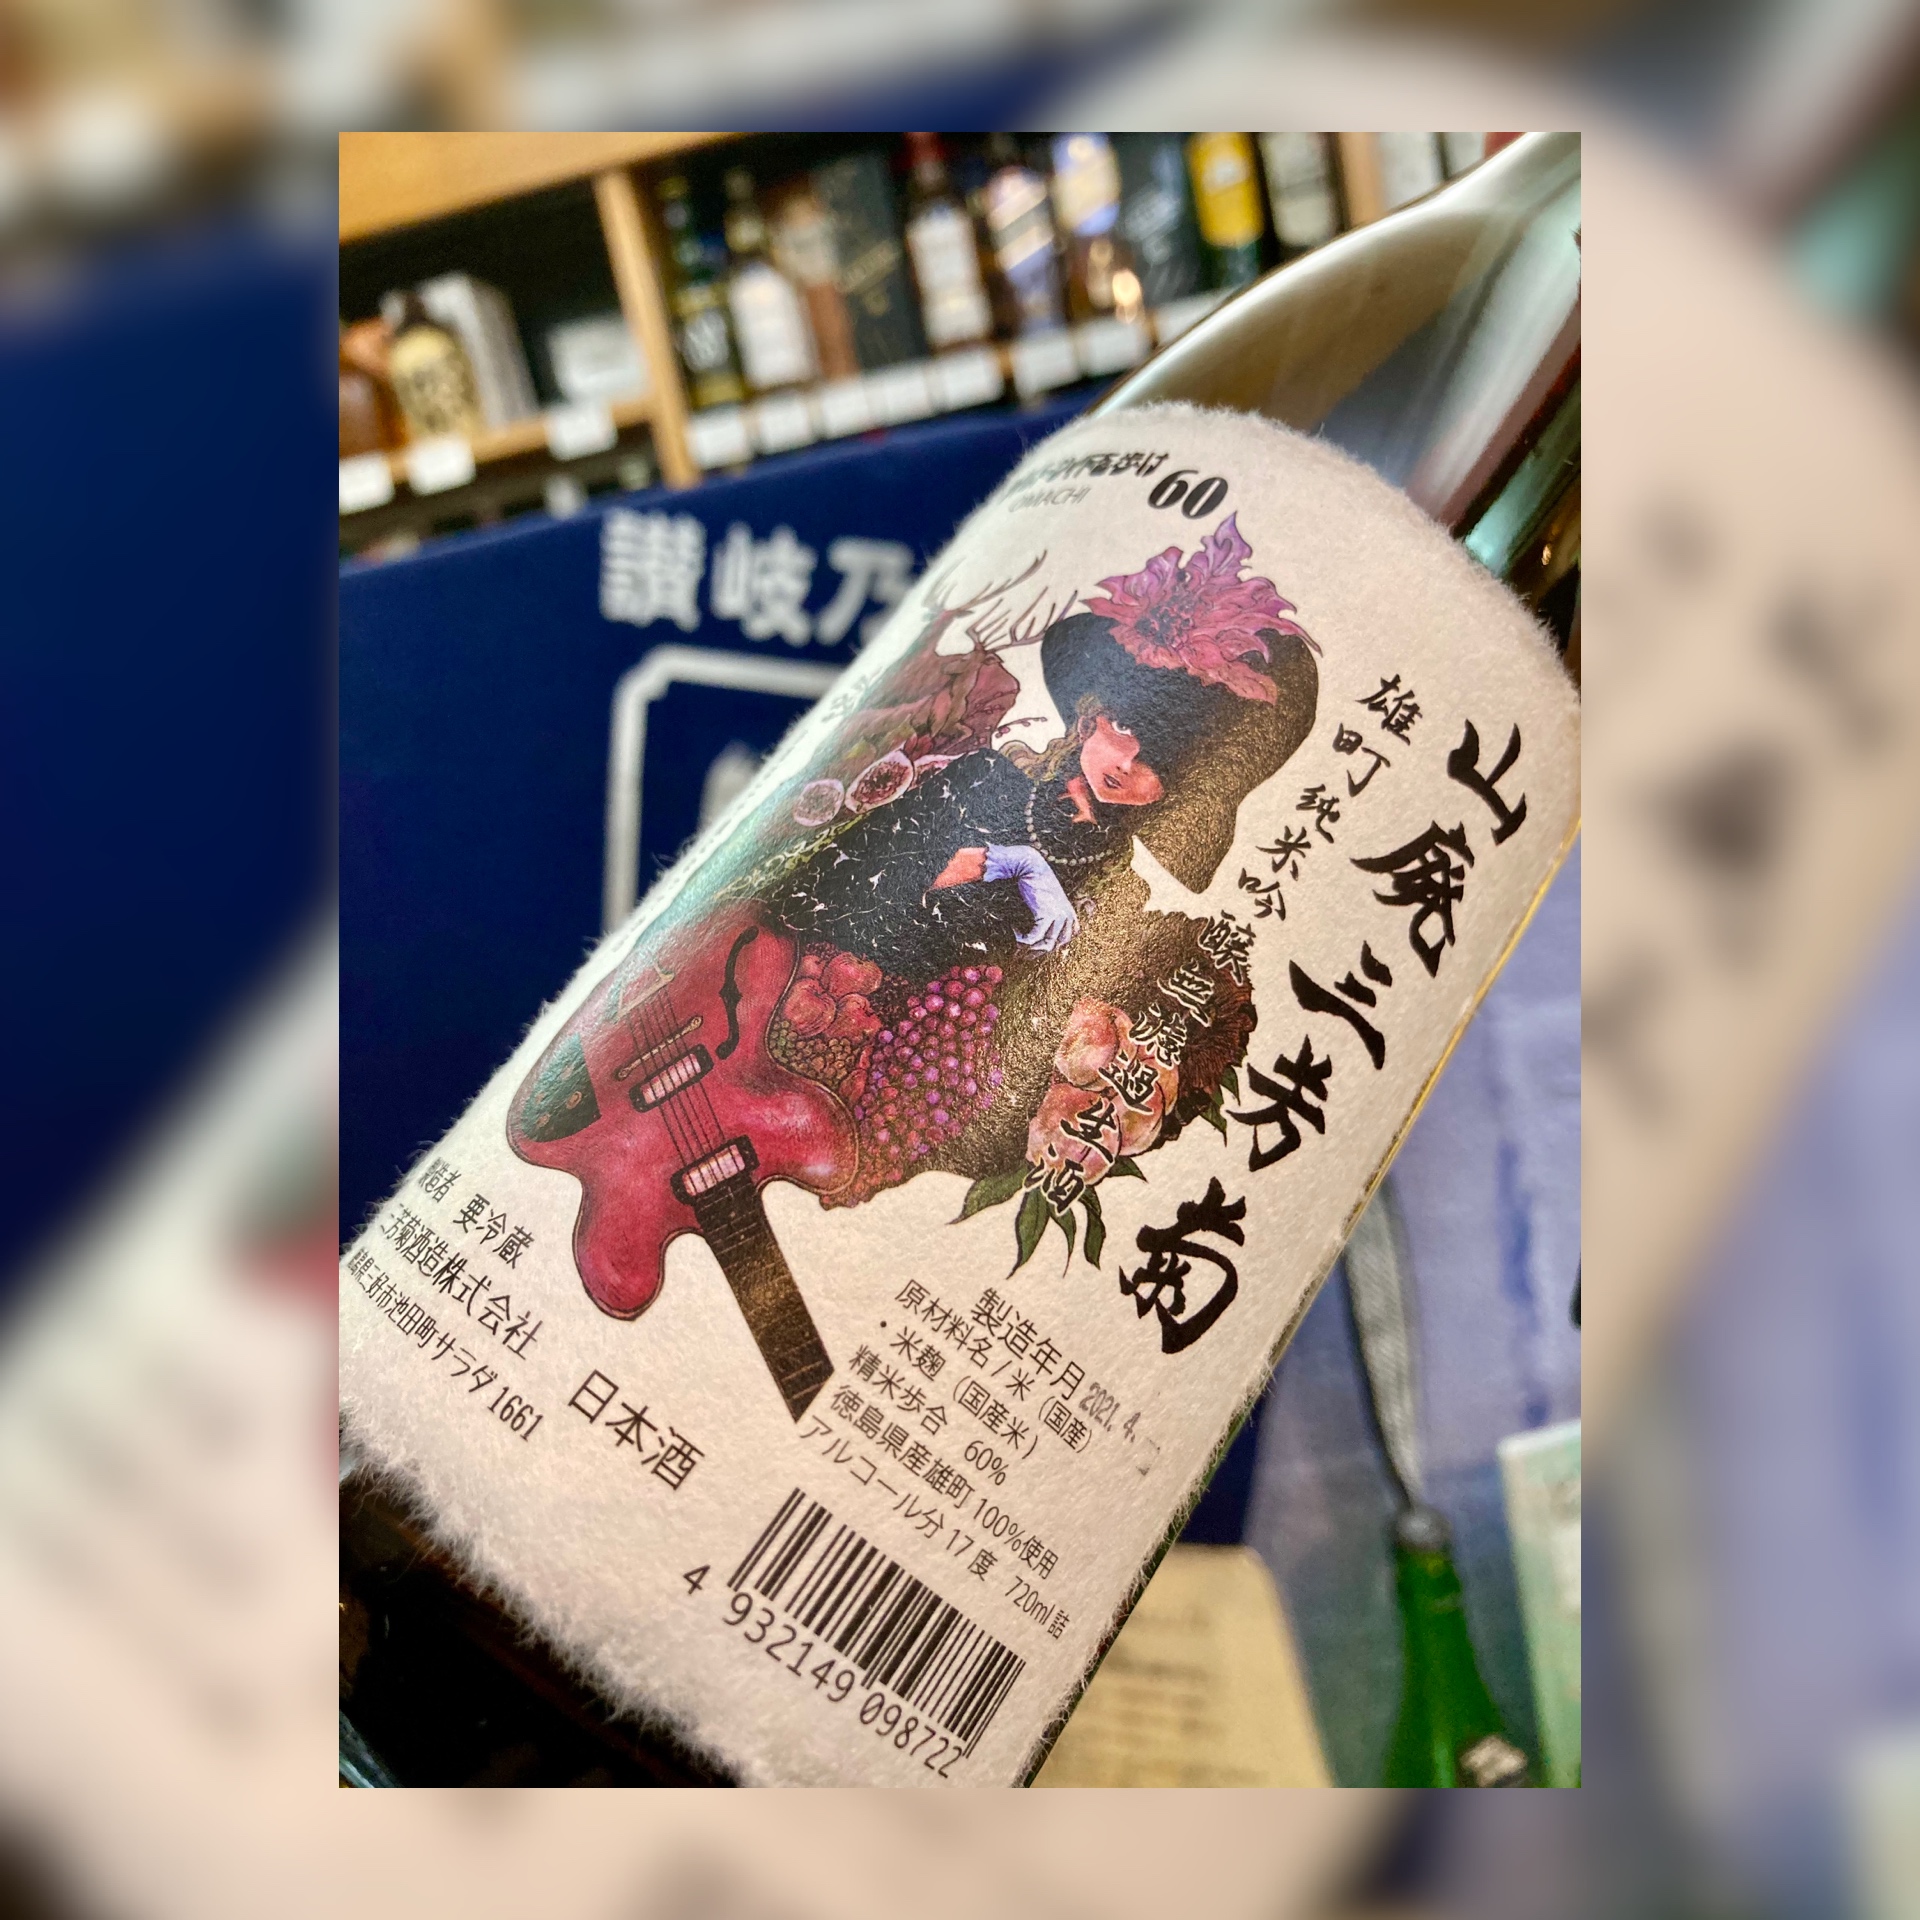 60
OMACHI
山廃三芳菊
雄町純米吟醸無濾過生酒
讃岐乃
製造年月 2021. 4.
原材料名/米(国産)
・米麹(国産米)
精米歩合 60%
徳島県産雄町100%使用
アルコール分17度 720ml詰
製造者 要冷蔵
三芳菊酒造株式会社
三好市池田町サラダ1661
日本酒
4 932149 098722